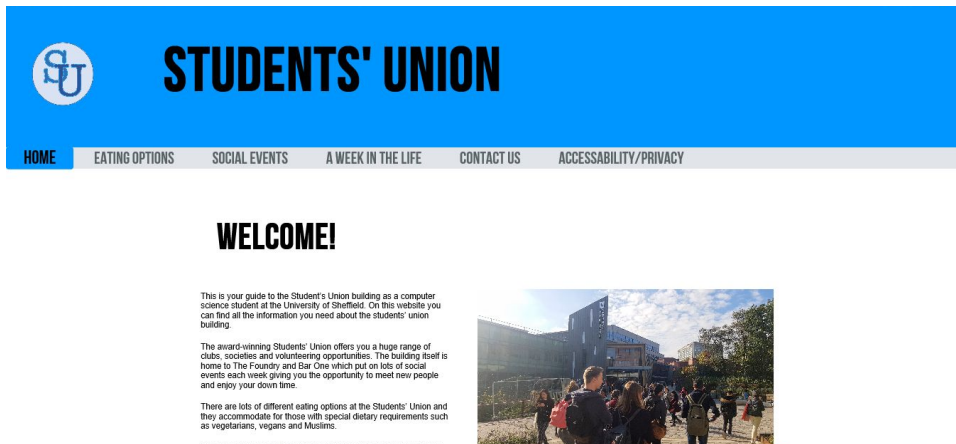 SU
STUDENTS' UNION
HOME EATING OPTIONS SOCIAL EVENTS A WEEK IN THE LIFE CONTACT US ACCESSABILITY/PRIVACY
WELCOME!
This is your guide to the Student's Union building as a computer
science student at the University of Sheffield. On this website you
can find all the information you need about the students' union
building.
The award-winning Students' Union offers you a huge range of
clubs, societies and volunteering opportunities. The building itself is
home to The Foundry and Bar One which put on lots of social
events each week giving you the opportunity to meet new people
and enjoy your down time.
There are lots of different eating options at the Students' Union and
they accommodate for those with special dietary requirements such
as vegetarians, vegans and Muslims.